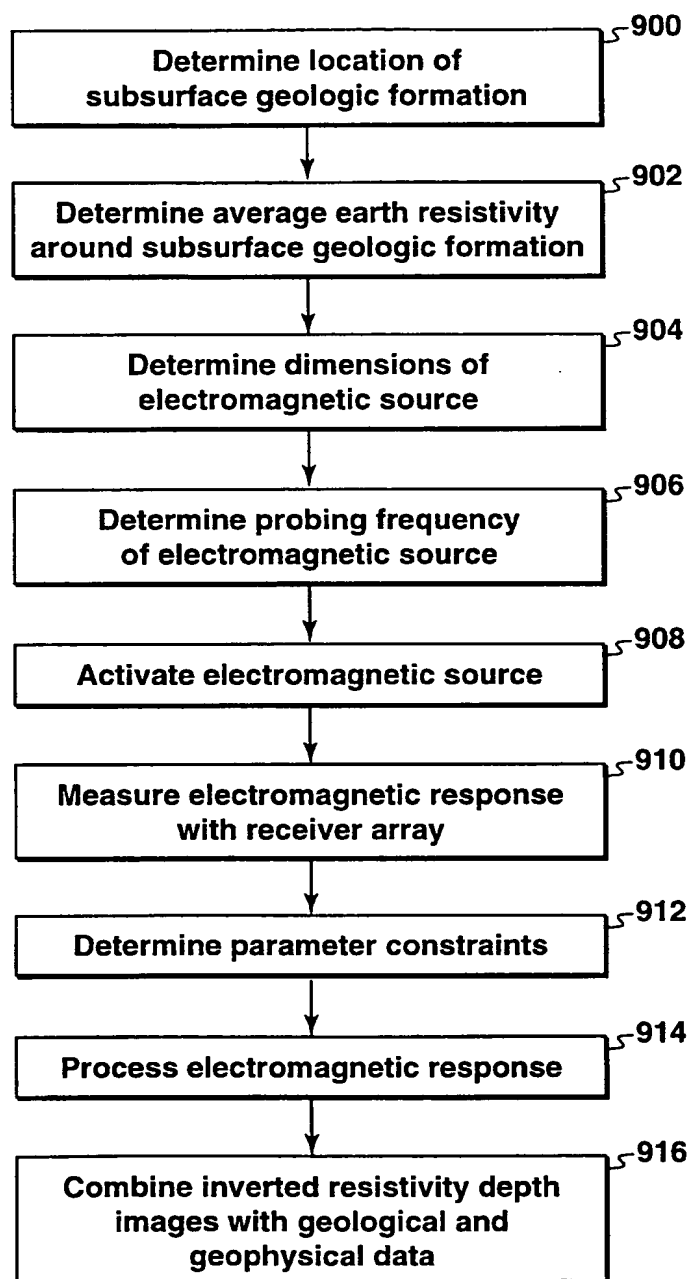 900
Determine location of
subsurface geologic formation
902
Determine average earth resistivity
around subsurface geologic formation
904
Determine dimensions of
electromagnetic source
906
Determine probing frequency
of electromagnetic source
908
Activate electromagnetic source
910
Measure electromagnetic response
with receiver array
912
Determine parameter constraints
914
Process electromagnetic response
916
Combine inverted resistivity depth
images with geological and
geophysical data